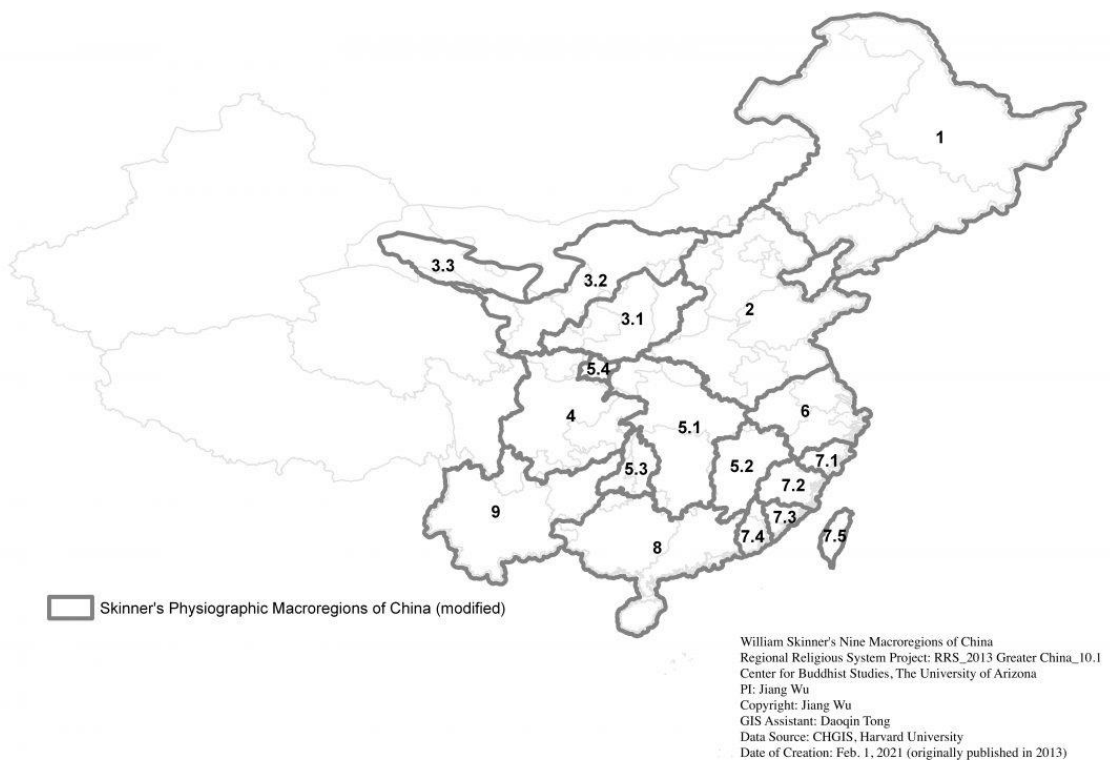 1
3.3
3.2
2
3.1
5.4
6
4
5.1
7.1
5.2
5.3
7.2
9
7.3
7.4
7.5
8
Skinner's Physiographic Macroregions of China (modified)
William Skinner's Nine Macroregions of China
Regional Religious System Project: RRS_2013 Greater China_10.1
Center for Buddhist Studies, The University of Arizona
PI: Jiang Wu
Copyright: Jiang Wu
GIS Assistant: Daoqin Tong
Data Source: CHGIS, Harvard University
Date of Creation: Feb. 1, 2021 (originally published in 2013)